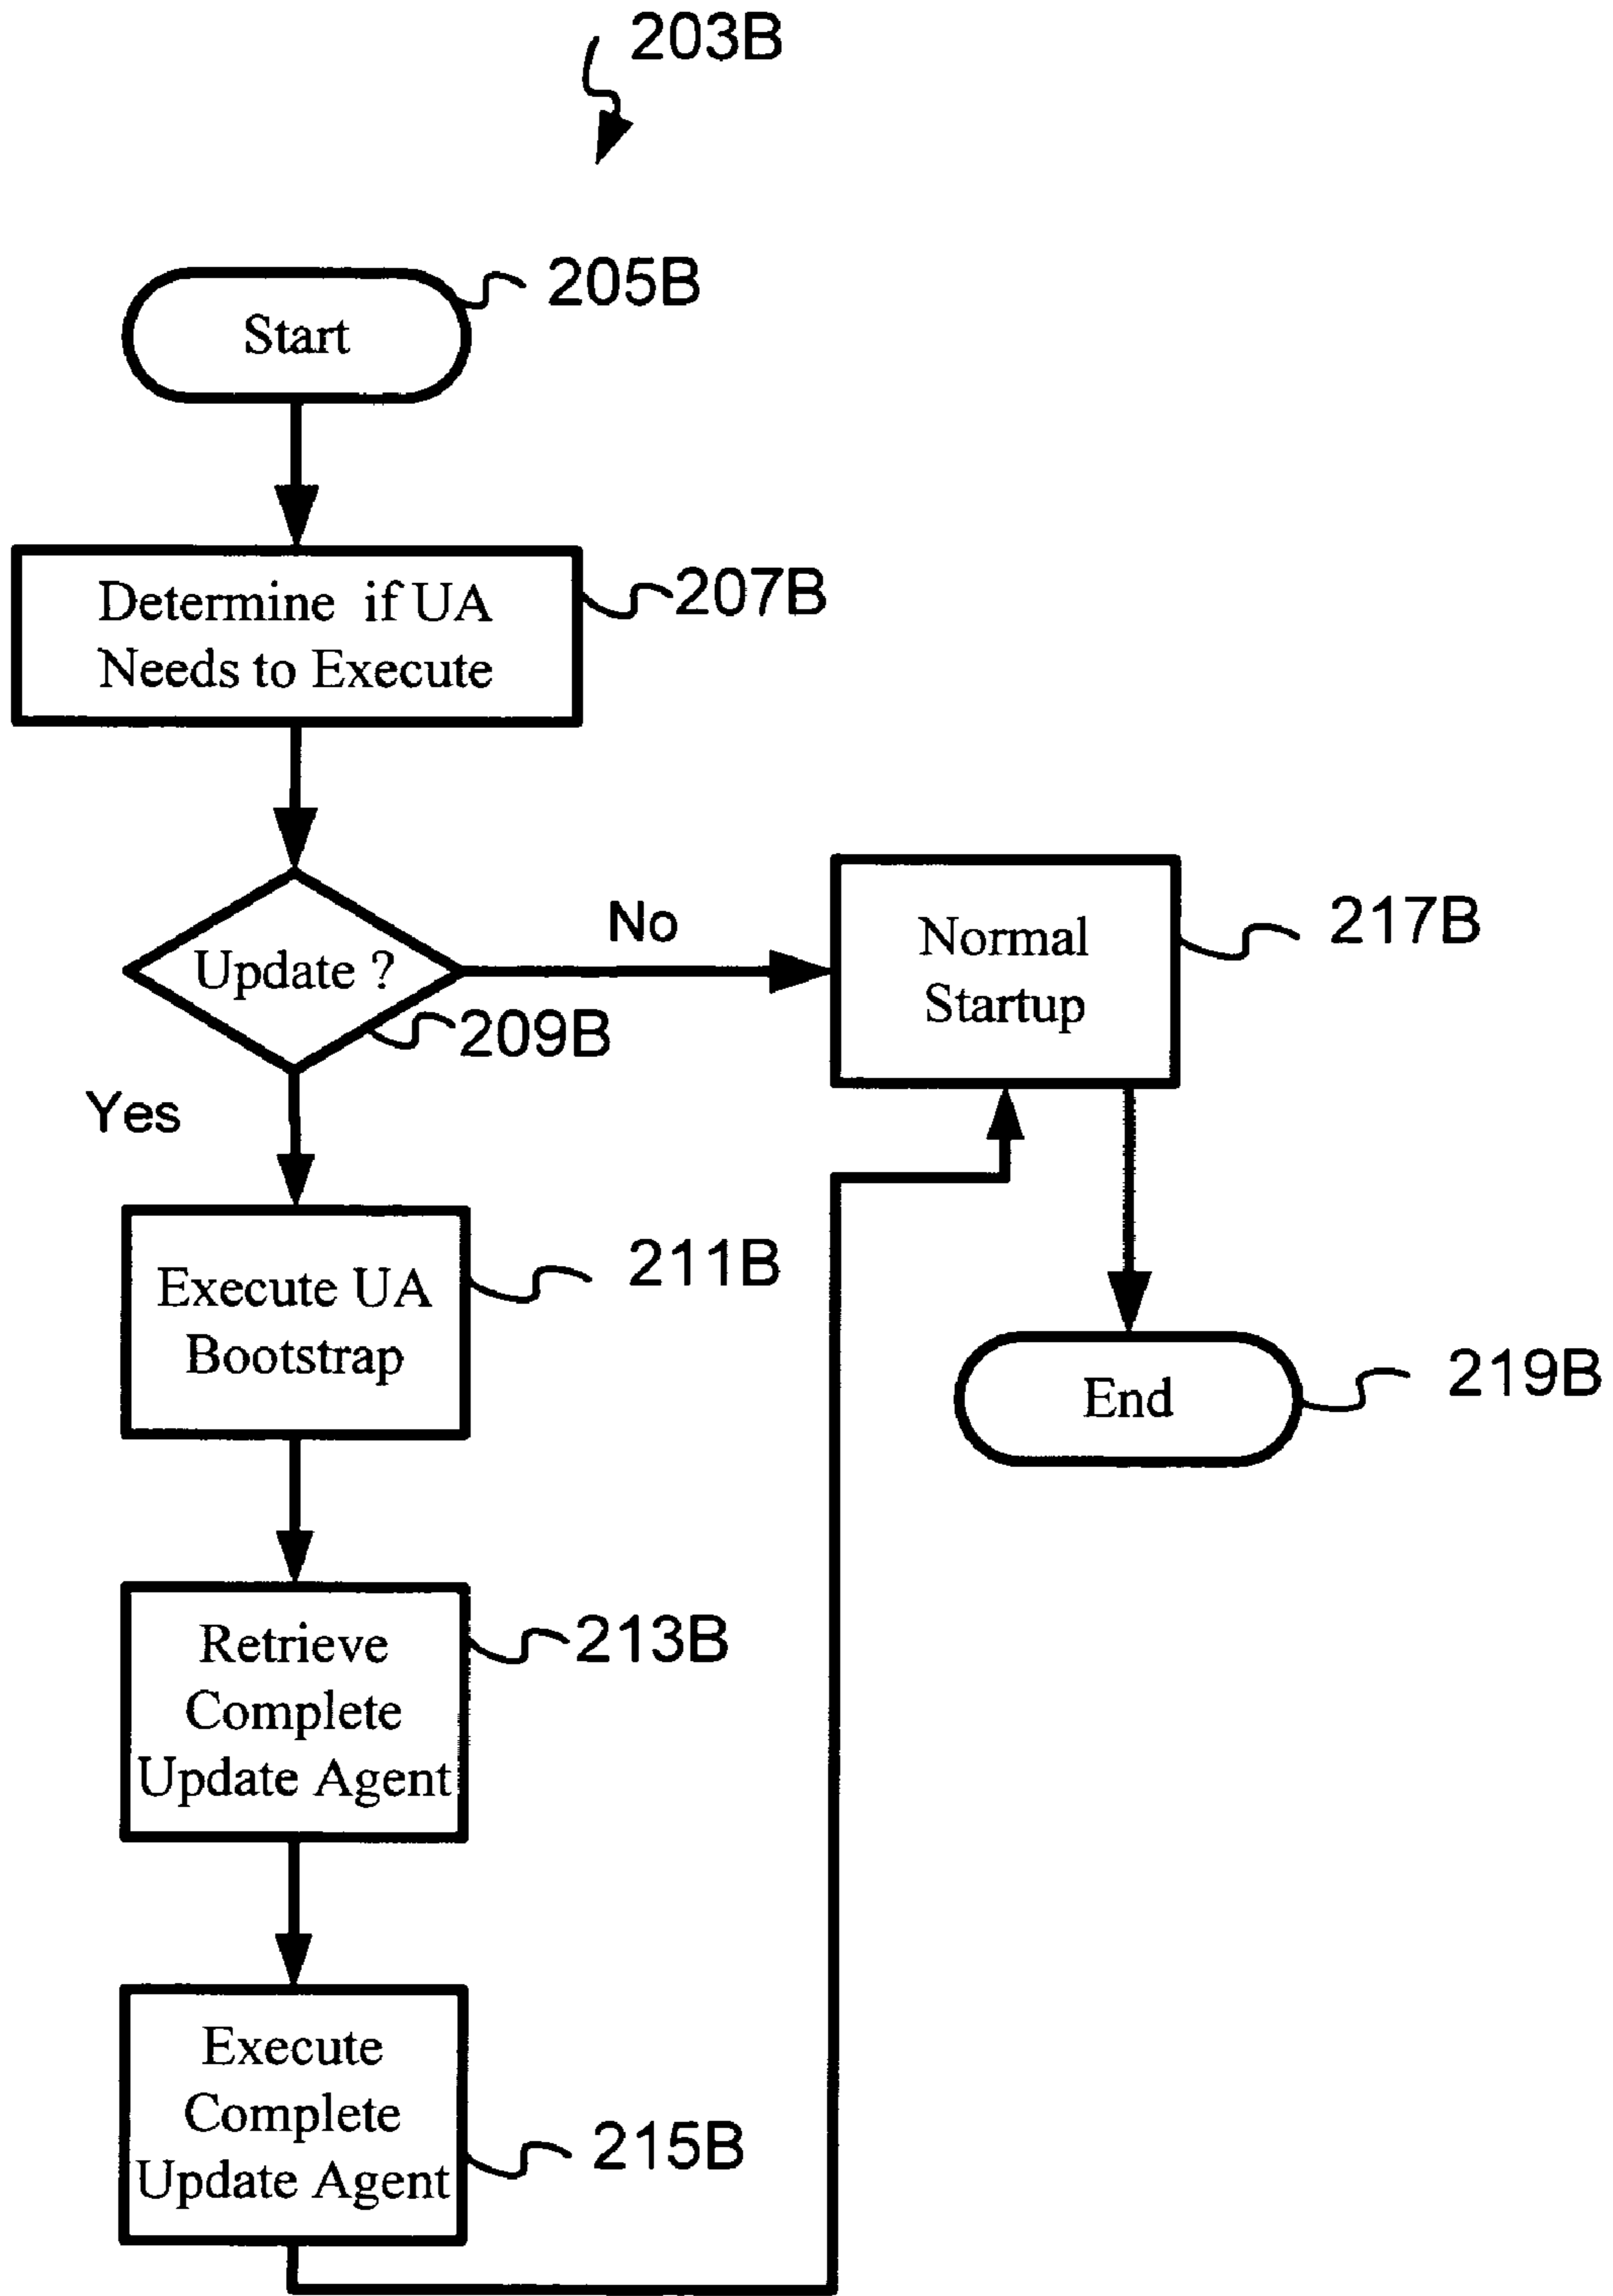 203B
205B
Start
Determine if UA
Needs to Execute
207B
Update ?
209B
No
Yes
Normal
Startup
217B
Execute UA
Bootstrap
211B
End
219B
Retrieve
Complete
Update Agent
213B
Execute
Complete
Update Agent
215B